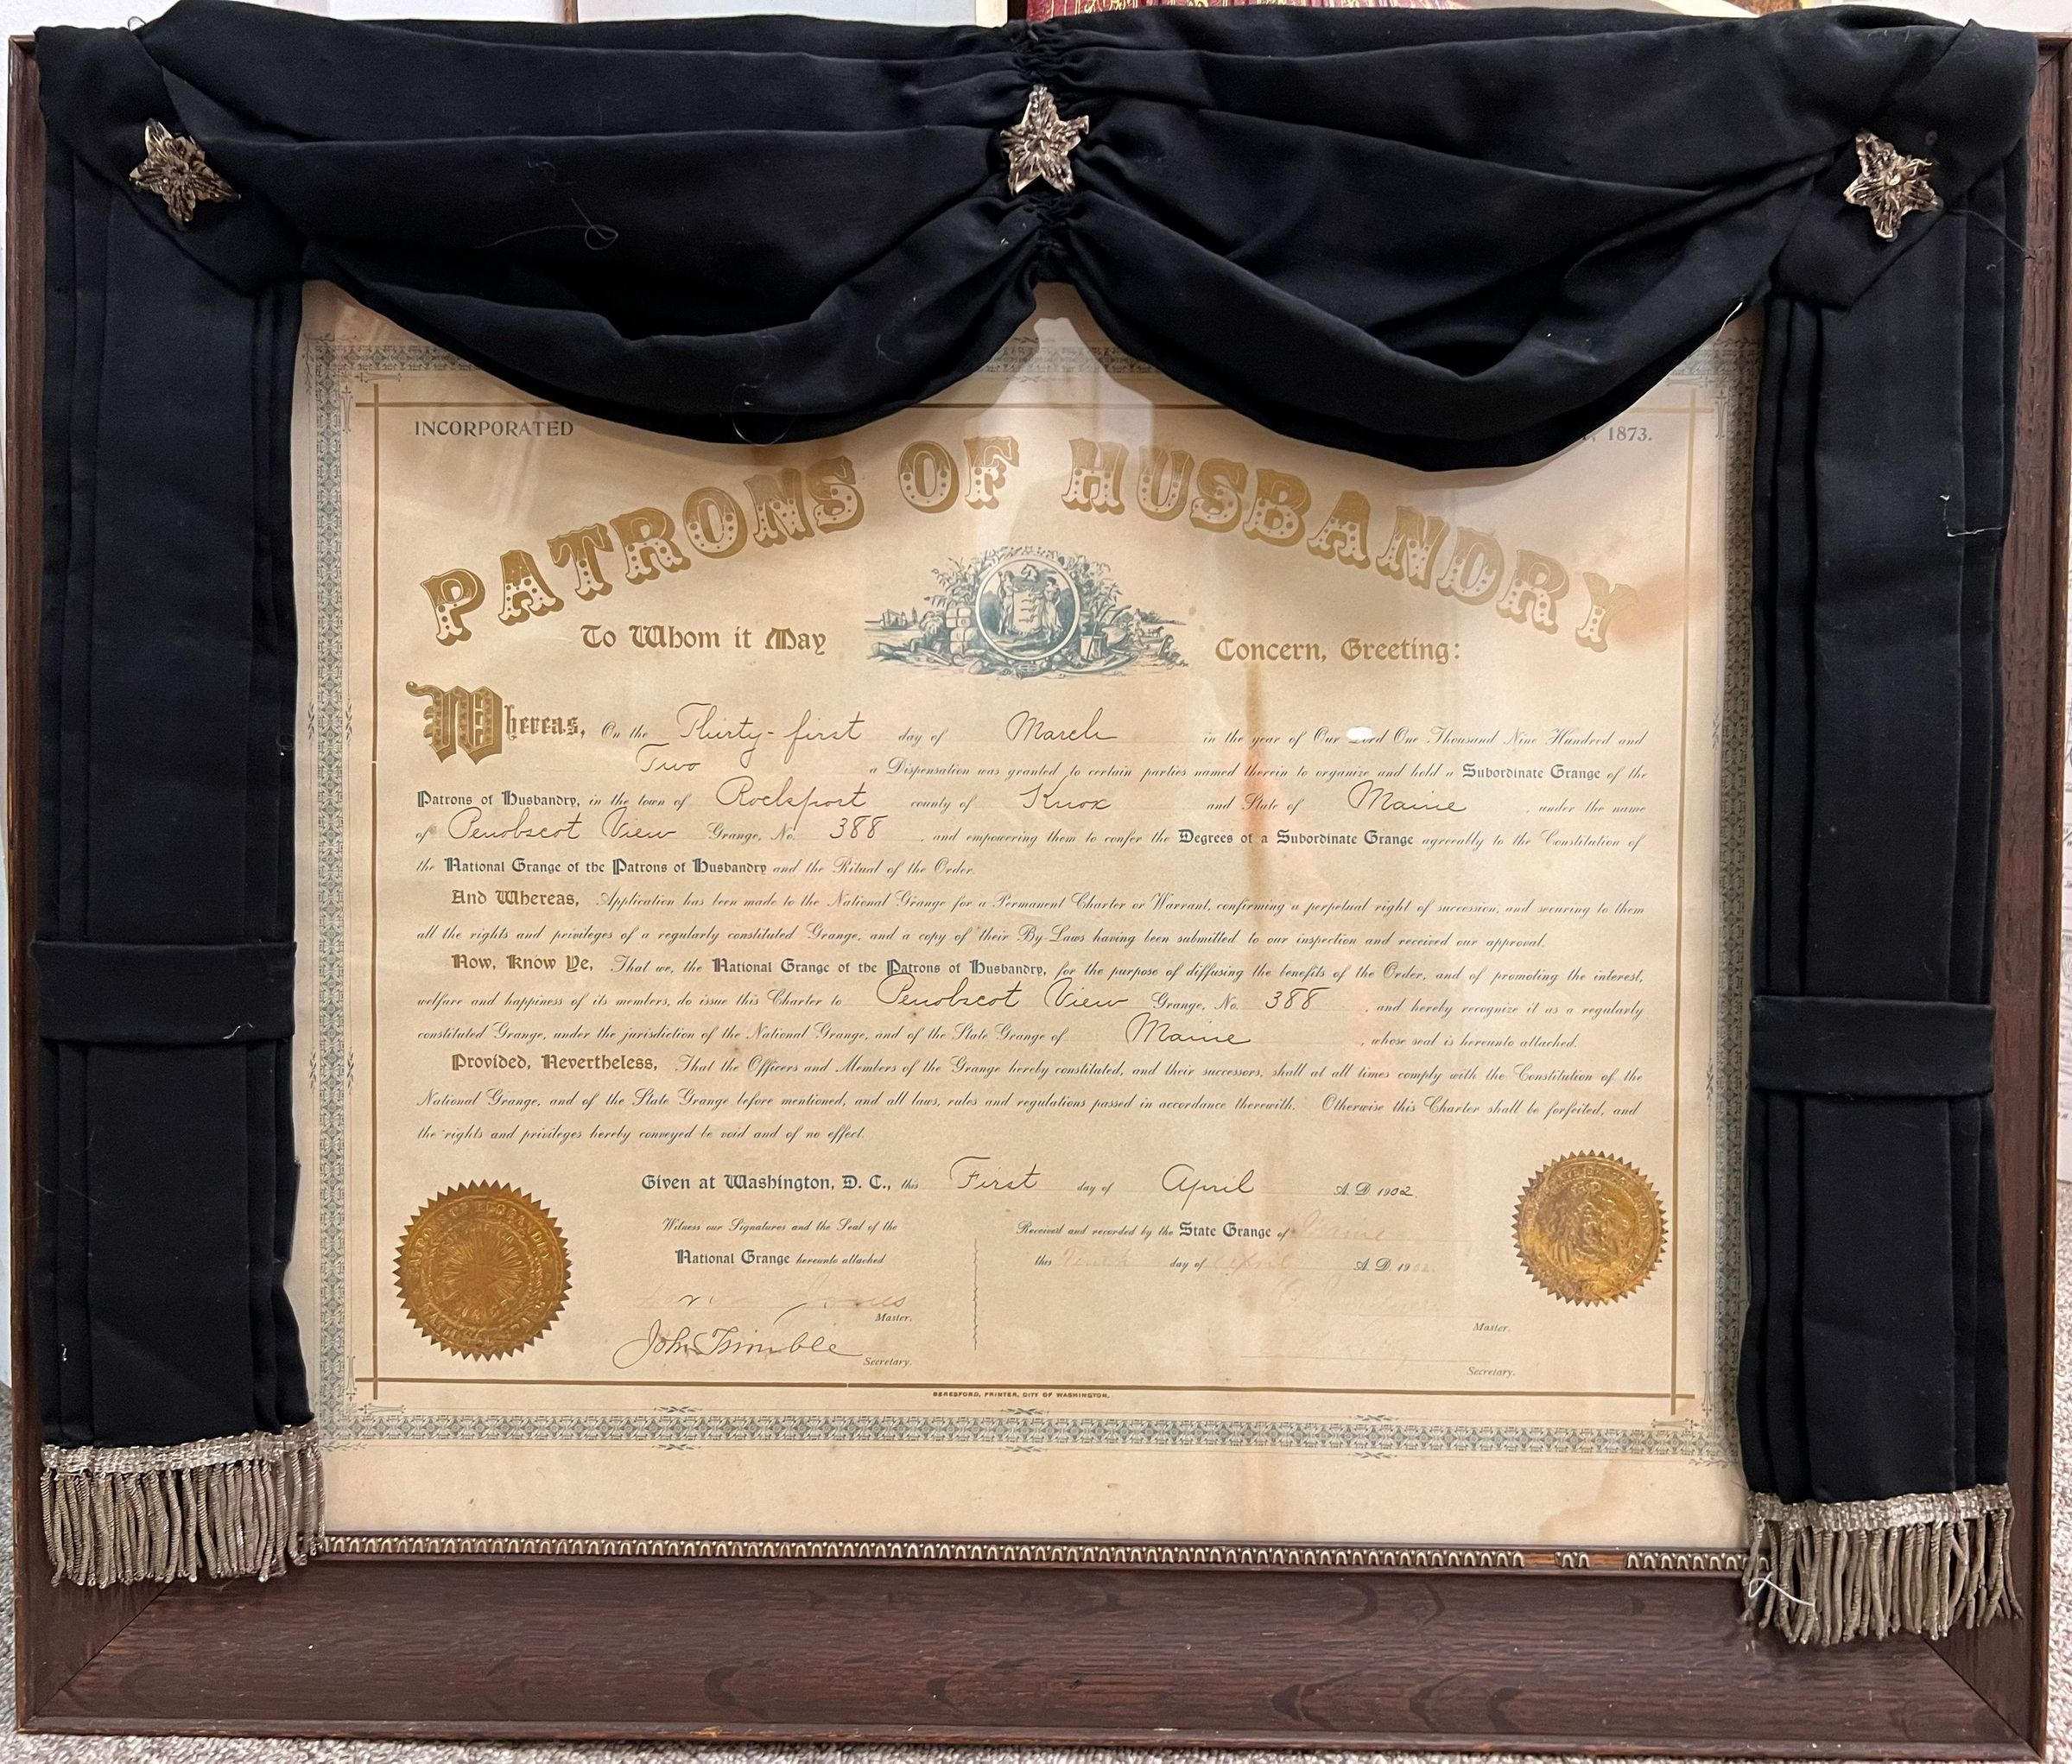 INCORPORATED 1873.
PATRONS OF HUSBANDRY
To Whom it May Concern, Greeting:
Whereas, On the Thirty-first day of March in the year of Our Lord One Thousand Nine Hundred and
Two a Dispensation was granted to certain parties named therein to organize and hold a Subordinate Grange of the
Patrons of Husbandry, in the town of Rockport county of Knox and State of Maine , under the name
of Penobscot View Grange, No. 388 , and empowering them to confer the Degrees of a Subordinate Grange agreeably to the Constitution of
the National Grange of the Patrons of Husbandry and the Ritual of the Order.
And Whereas, Application has been made to the National Grange for a Permanent Charter or Warrant, confirming a perpetual right of succession, and securing to them
all the rights and privileges of a regularly constituted Grange, and a copy of their By-Laws having been submitted to our inspection and received our approval.
Now, Know Ye, That we, the National Grange of the Patrons of Husbandry, for the purpose of diffusing the benefits of the Order, and of promoting the interest,
welfare and happiness of its members, do issue this Charter to Penobscot View Grange, No. 388 , and hereby recognize it as a regularly
constituted Grange, under the jurisdiction of the National Grange, and of the State Grange of Maine , whose seal is hereunto attached.
Provided, Nevertheless, That the Officers and Members of the Grange hereby constituted, and their successors, shall at all times comply with the Constitution of the
National Grange, and of the State Grange before mentioned, and all laws, rules and regulations passed in accordance therewith. Otherwise this Charter shall be forfeited, and
the rights and privileges hereby conveyed be void and of no effect.
Given at Washington, D. C., this First day of April A. D. 1902.
Witness our Signatures and the Seal of the
National Grange hereunto attached
Jones
Master.
John Trimble
Secretary.
Received and recorded by the State Grange of Maine
this Tenth day of April A. D. 190
Master.
Secretary.
PATRONS OF HUSBANDRY
BERESFORD, PRINTER, CITY OF WASHINGTON.